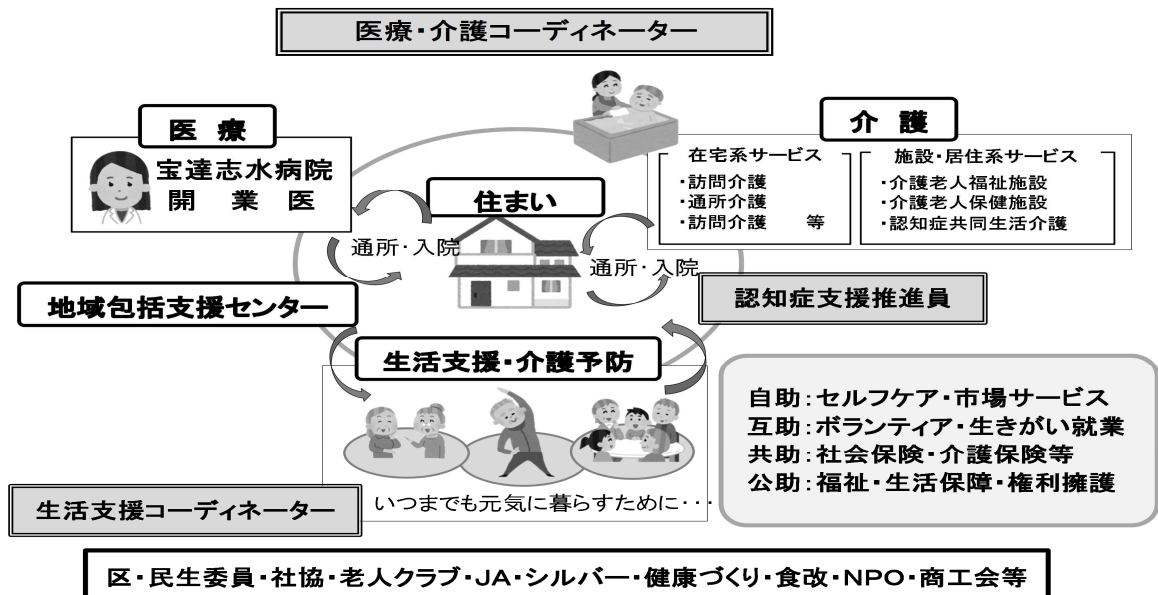 医療・介護コーディネーター
医 療
宝達志水病院
開 業 医
介 護
在宅系サービス
・訪問介護
・通所介護
・訪問介護 等
施設・居住系サービス
・介護老人福祉施設
・介護老人保健施設
・認知症共同生活介護
住まい
通所・入院
通所・入院
地域包括支援センター
認知症支援推進員
生活支援・介護予防
いつまでも元気に暮らすために・・・
自助：セルフケア・市場サービス
互助：ボランティア・生きがい就業
共助：社会保険・介護保険等
公助：福祉・生活保障・権利擁護
生活支援コーディネーター
区・民生委員・社協・老人クラブ・JA・シルバー・健康づくり・食改・NPO・商工会等